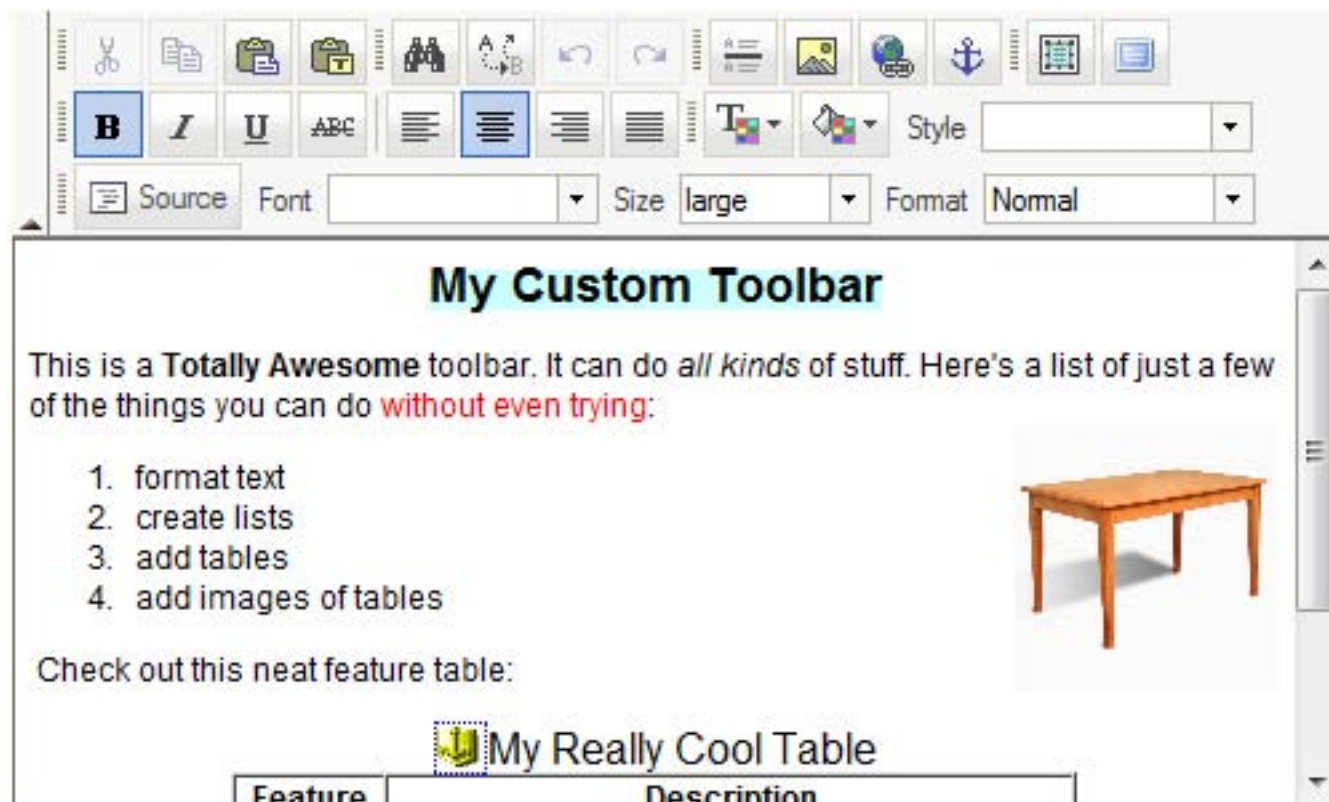 B I U ABC Style
Source Font Size large Format Normal
My Custom Toolbar
This is a Totally Awesome toolbar. It can do all kinds of stuff. Here's a list of just a few
of the things you can do without even trying:
1. format text
2. create lists
3. add tables
4. add images of tables
Check out this neat feature table:
My Really Cool Table
Feature Description